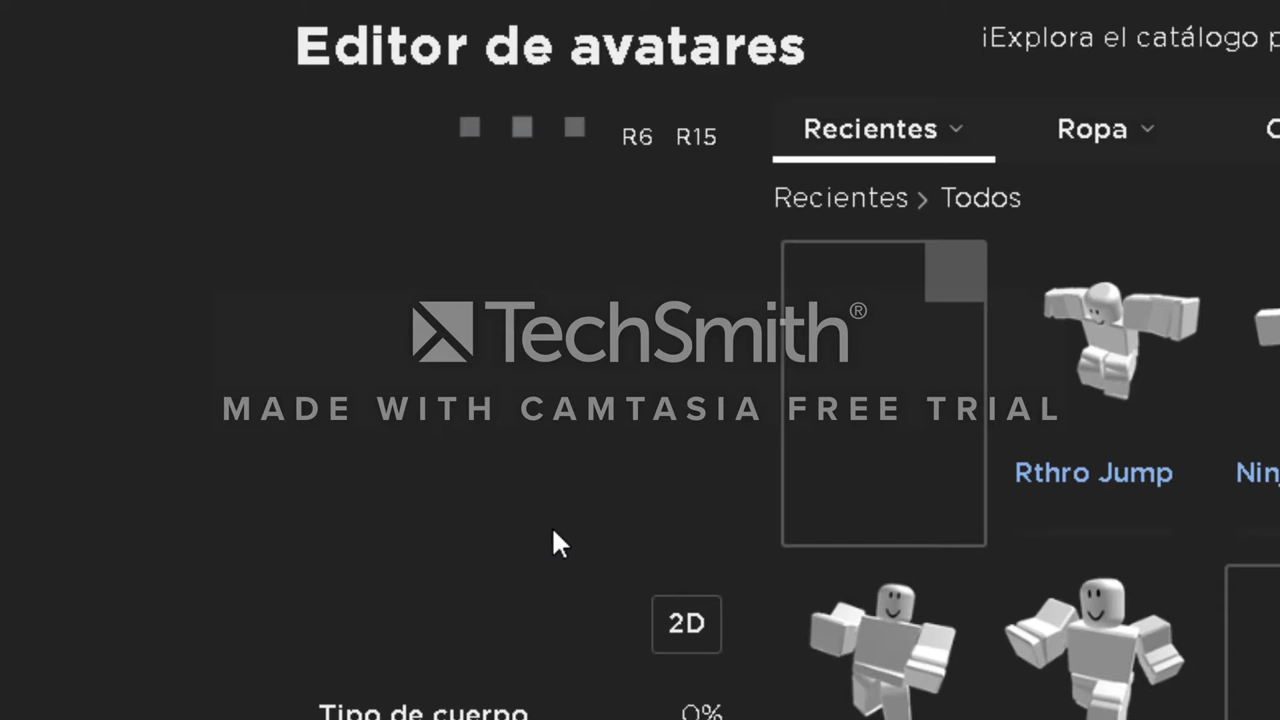 Editor de avatares
¡Explora el catálogo
R6 R15
Recientes
Ropa
Recientes > Todos
TechSmith®
MADE WITH CAMTASIA FREE TRIAL
Rthro Jump
2D
Tipo de cuerpo 0%